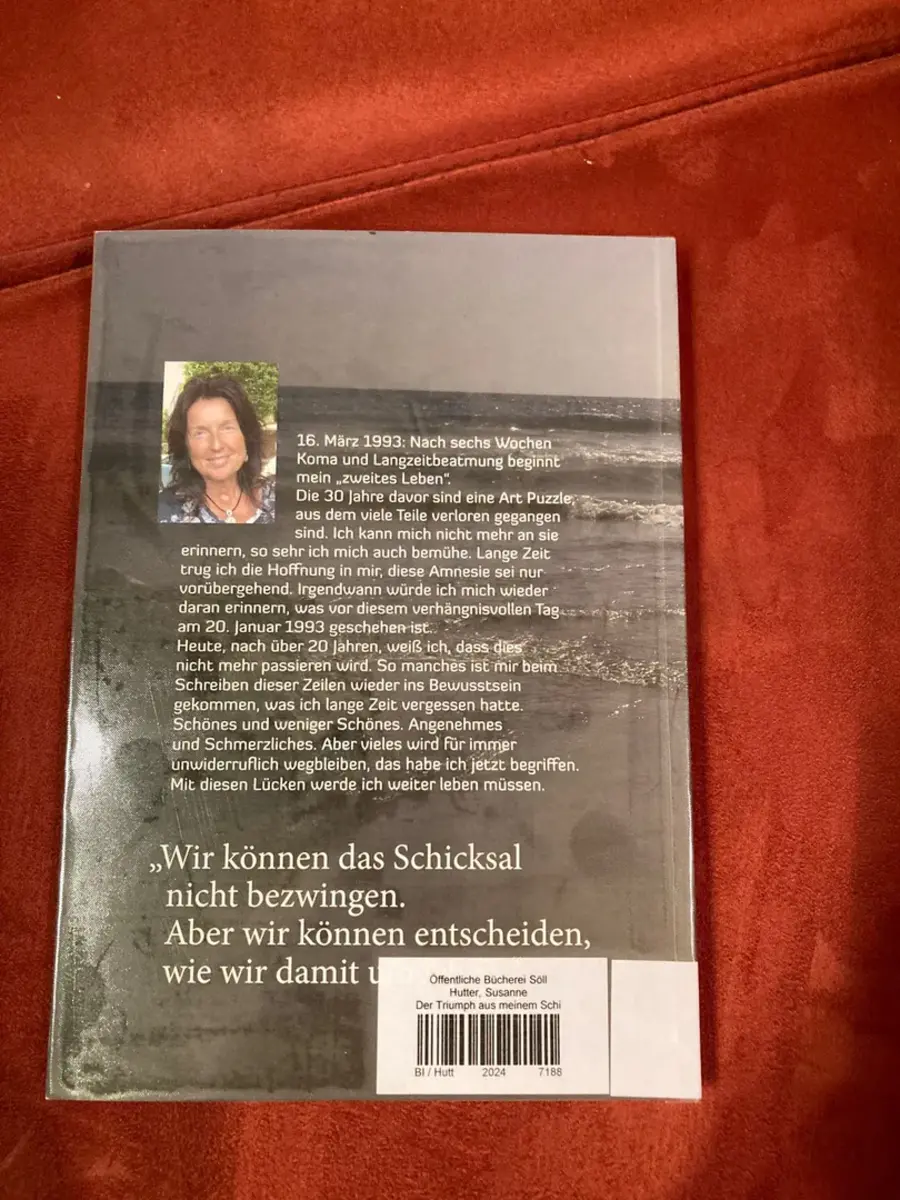 16. März 1993: Nach sechs Wochen
Koma und Langzeitbeatmung beginnt
mein „zweites Leben“.
Die 30 Jahre davor sind eine Art Puzzle,
aus dem viele Teile verloren gegangen
sind. Ich kann mich nicht mehr an sie
erinnern, so sehr ich mich auch bemühe. Lange Zeit
trug ich die Hoffnung in mir, diese Amnesie sei nur
vorübergehend. Irgendwann würde ich mich wieder
daran erinnern, was vor diesem verhängnisvollen Tag
am 20. Januar 1993 geschehen ist.
Heute, nach über 20 Jahren, weiß ich, dass dies
nicht mehr passieren wird. So manches ist mir beim
Schreiben dieser Zeilen wieder ins Bewusstsein
gekommen, was ich lange Zeit vergessen hatte.
Schönes und weniger Schönes. Angenehmes
und Schmerzliches. Aber vieles wird für immer
unwiderruflich wegbleiben, das habe ich jetzt begriffen.
Mit diesen Lücken werde ich weiter leben müssen.
„Wir können das Schicksal
nicht bezwingen.
Aber wir können entscheiden,
wie wir damit
Öffentliche Bücherei Söll
Hutter, Susanne
Der Triumph aus meinem Schi
BI / Hutt 2024 7188